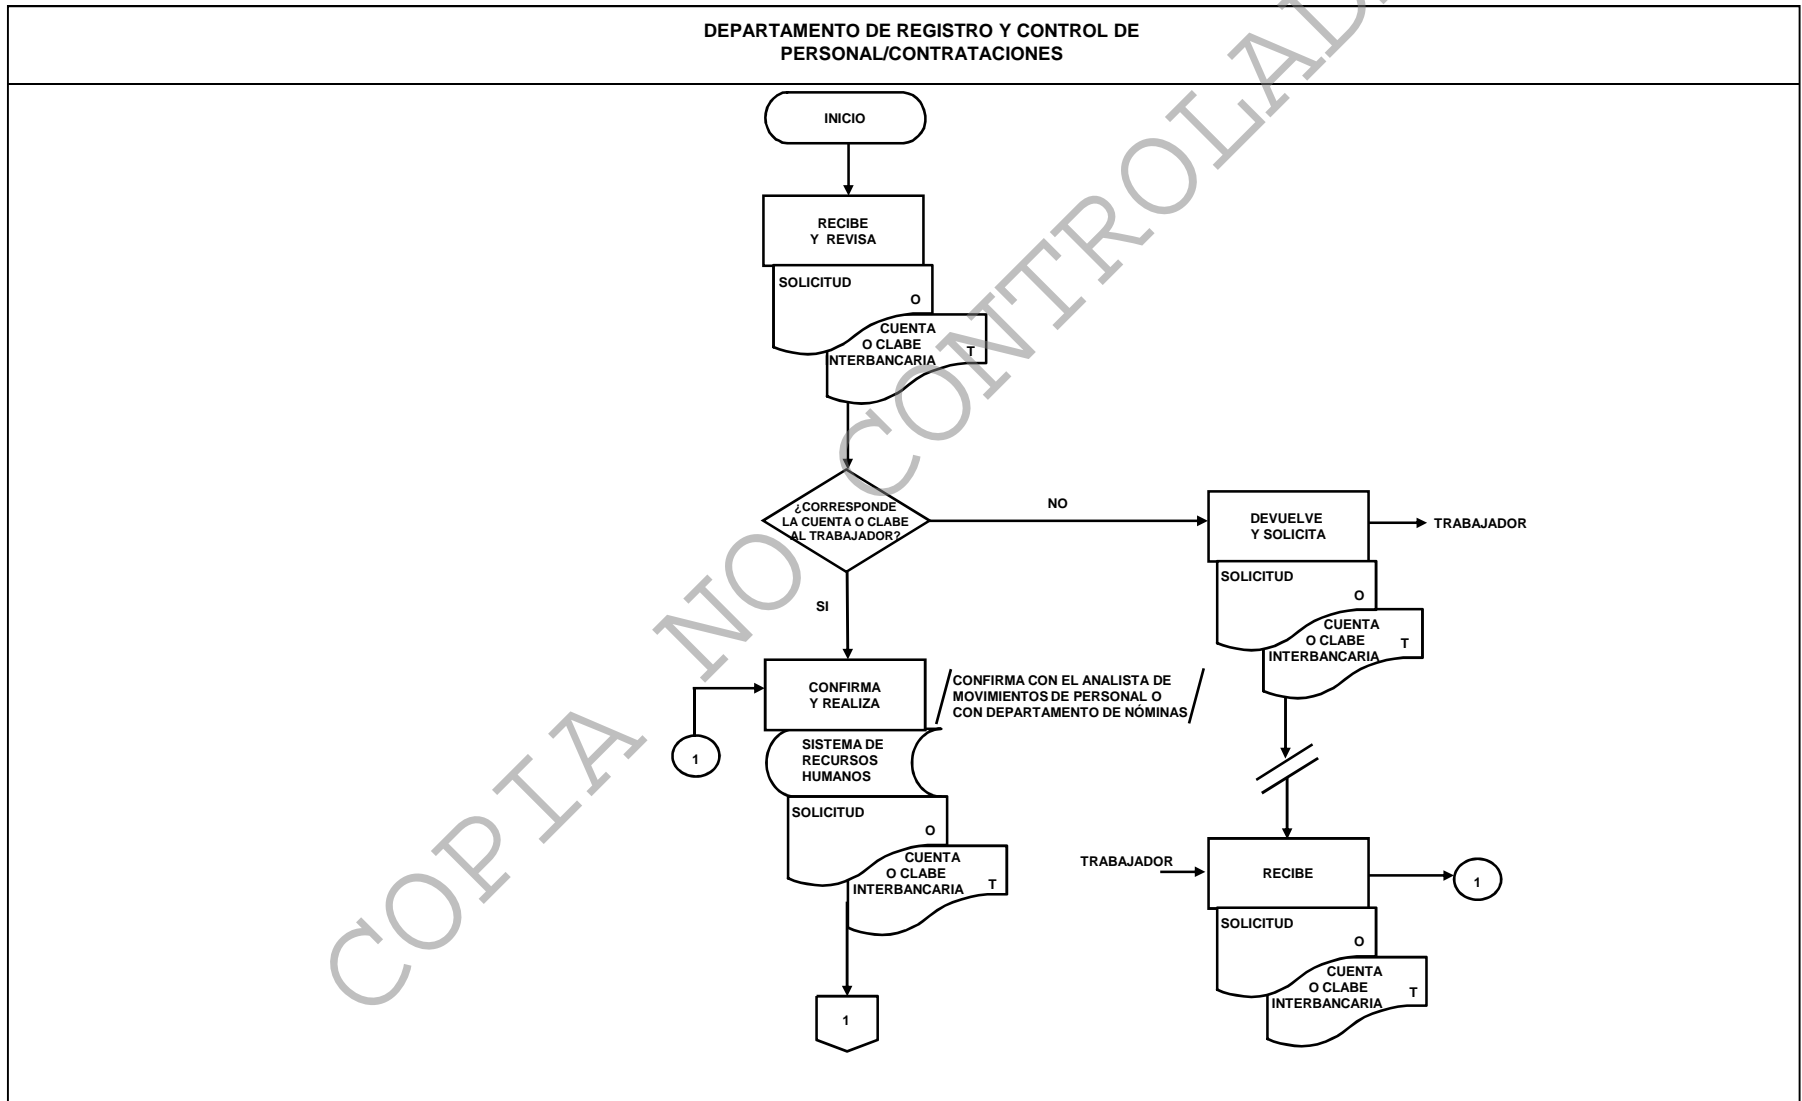 DEPARTAMENTO DE REGISTRO Y CONTROL DE
PERSONAL/CONTRATACIONES
INICIO
RECIBE
Y REVISA
SOLICITUD
O
CUENTA
O CLABE
INTERBANCARIA
T
¿CORRESPONDE
LA CUENTA O CLABE
AL TRABAJADOR?
NO
DEVUELVE
Y SOLICITA
TRABAJADOR
SOLICITUD
O
CUENTA
O CLABE
INTERBANCARIA
T
SI
CONFIRMA
Y REALIZA
CONFIRMA CON EL ANALISTA DE
MOVIMIENTOS DE PERSONAL O
CON DEPARTAMENTO DE NÓMINAS
1
SISTEMA DE
RECURSOS
HUMANOS
SOLICITUD
O
CUENTA
O CLABE
INTERBANCARIA
T
1
TRABAJADOR
RECIBE
1
SOLICITUD
O
CUENTA
O CLABE
INTERBANCARIA
T
COPIA NO CONTROLAD